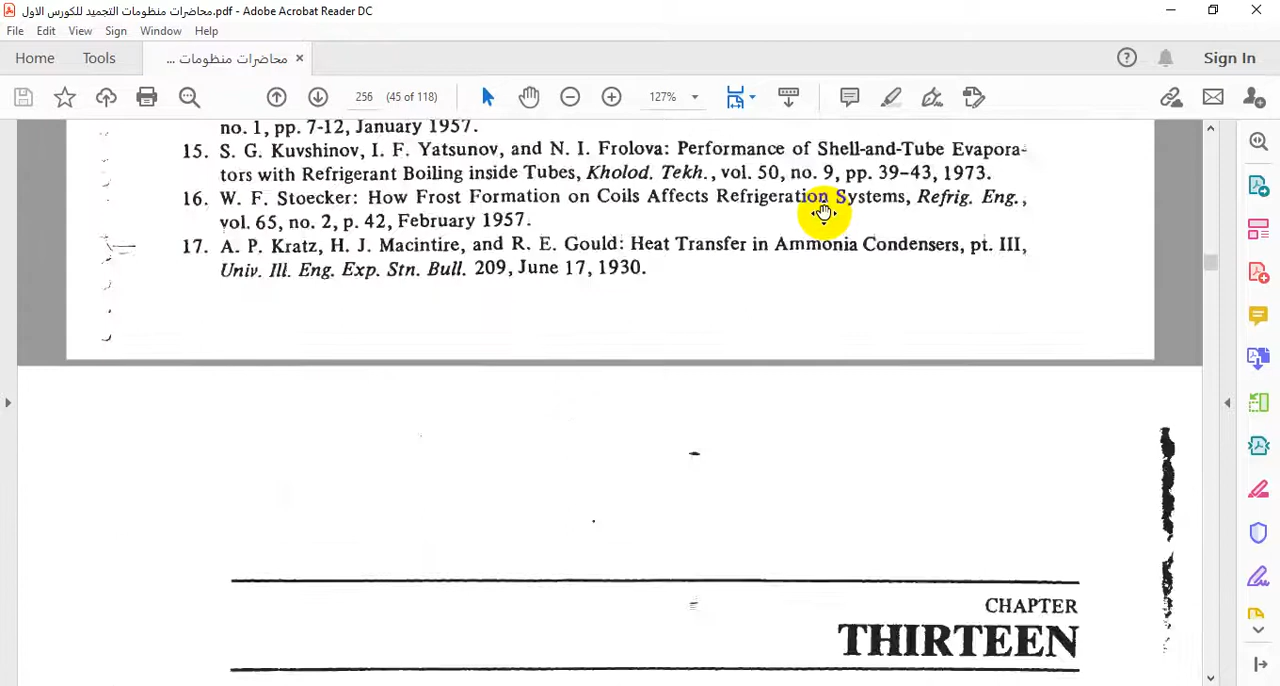 محاضرات منظومات التجميد للكورس الاول.pdf - Adobe Acrobat Reader DC
File Edit View Sign Window Help
Home Tools محاضرات منظومات ... × Sign In
256 (45 of 118) 127%
no. 1, pp. 7-12, January 1957.
15. S. G. Kuvshinov, I. F. Yatsunov, and N. I. Frolova: Performance of Shell-and-Tube Evapora-
tors with Refrigerant Boiling inside Tubes, Kholod. Tekh., vol. 50, no. 9, pp. 39-43, 1973.
16. W. F. Stoecker: How Frost Formation on Coils Affects Refrigeration Systems, Refrig. Eng.,
vol. 65, no. 2, p. 42, February 1957.
17. A. P. Kratz, H. J. Macintire, and R. E. Gould: Heat Transfer in Ammonia Condensers, pt. III,
Univ. Ill. Eng. Exp. Stn. Bull. 209, June 17, 1930.
CHAPTER
THIRTEEN